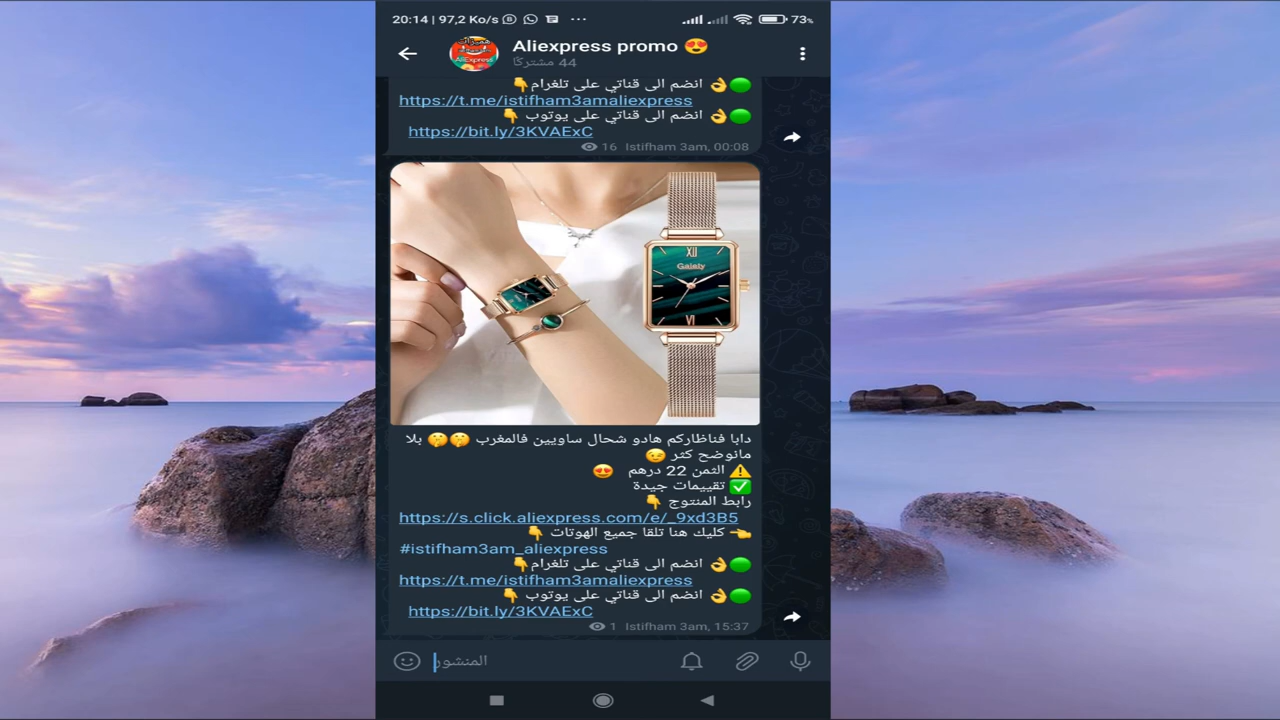 20:14 | 97,2 Ko/s
73%
Aliexpress promo 😍
44 مشتركًا
🟢👌 انضم الى قناتي على تلغرام👇
https://t.me/istifham3amaliexpress
🟢👌 انضم الى قناتي على يوتوب 👇
https://bit.ly/3KVAExC
16 Istifham 3am, 00:08
XII
Gaiety
VI
دابا فناظاركم هادو شحال ساويين فالمغرب 🤫🤫 بلا
مانوضح كثر 😉
⚠️ الثمن 22 درهم 😍
✅ تقييمات جيدة
رابط المنتوج 👇
https://s.click.aliexpress.com/e/_9xd3B5
👈 كليك هنا تلقا جميع الهوتات 👇
#istifham3am_aliexpress
🟢👌 انضم الى قناتي على تلغرام👇
https://t.me/istifham3amaliexpress
🟢👌 انضم الى قناتي على يوتوب 👇
https://bit.ly/3KVAExC
1 Istifham 3am, 15:37
المنشور